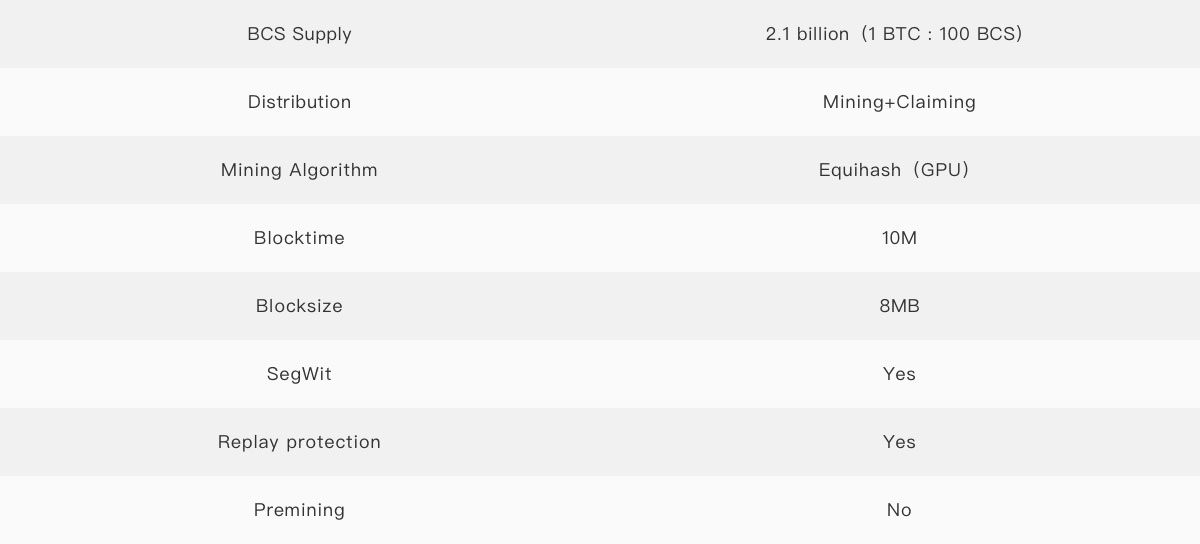 BCS Supply 2.1 billion（1 BTC : 100 BCS）
Distribution Mining+Claiming
Mining Algorithm Equihash（GPU）
Blocktime 10M
Blocksize 8MB
SegWit Yes
Replay protection Yes
Premining No